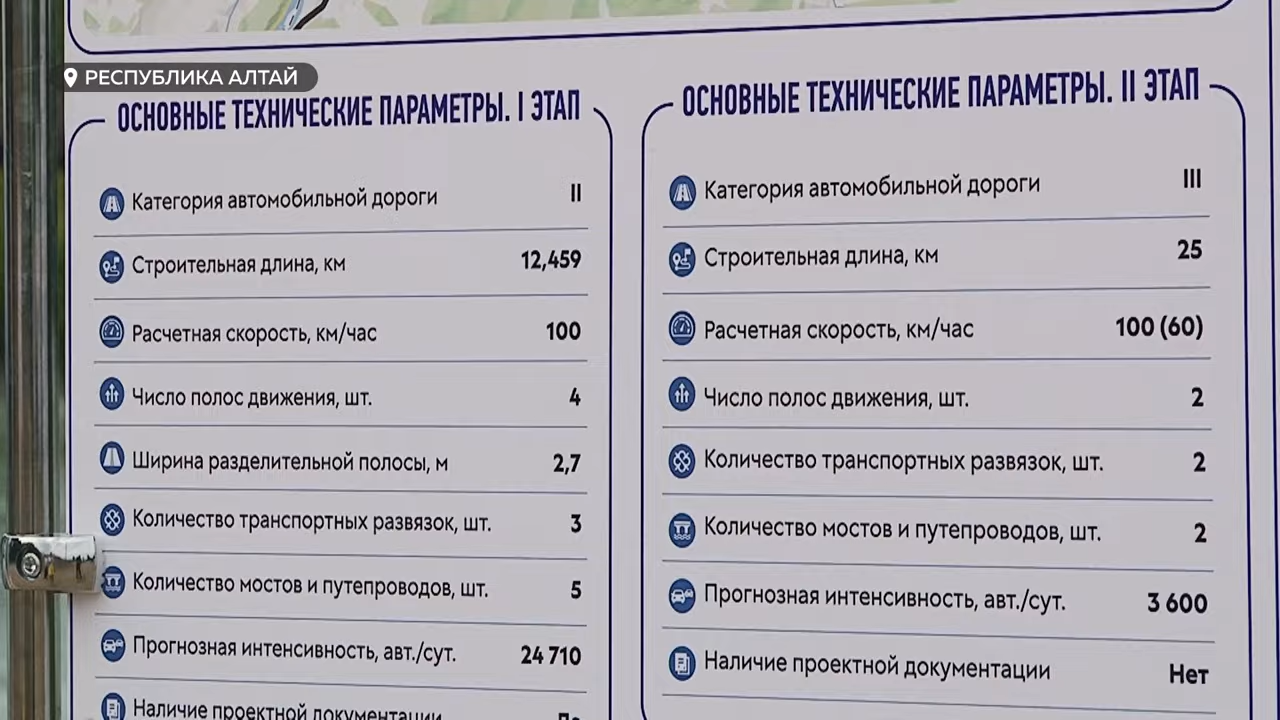 РЕСПУБЛИКА АЛТАЙ
ОСНОВНЫЕ ТЕХНИЧЕСКИЕ ПАРАМЕТРЫ. I ЭТАП
Категория автомобильной дороги II
Строительная длина, км 12,459
Расчетная скорость, км/час 100
Число полос движения, шт. 4
Ширина разделительной полосы, м 2,7
Количество транспортных развязок, шт. 3
Количество мостов и путепроводов, шт. 5
Прогнозная интенсивность, авт./сут. 24 710
Наличие проектной документации
ОСНОВНЫЕ ТЕХНИЧЕСКИЕ ПАРАМЕТРЫ. II ЭТАП
Категория автомобильной дороги III
Строительная длина, км 25
Расчетная скорость, км/час 100 (60)
Число полос движения, шт. 2
Количество транспортных развязок, шт. 2
Количество мостов и путепроводов, шт. 2
Прогнозная интенсивность, авт./сут. 3 600
Наличие проектной документации Нет